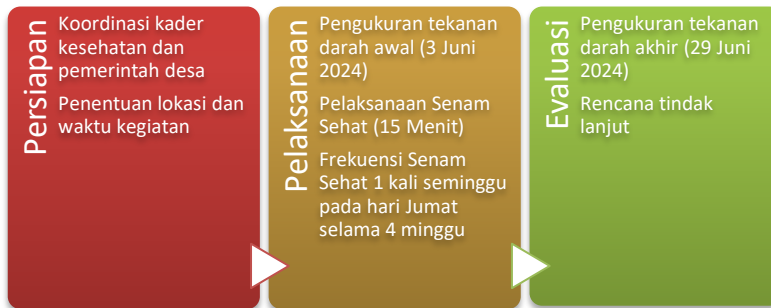 Persiapan
Koordinasi kader
kesehatan dan
pemerintah desa
Penentuan lokasi dan
waktu kegiatan
Pelaksanaan
Pengukuran tekanan
darah awal (3 Juni
2024)
Pelaksanaan Senam
Sehat (15 Menit)
Frekuensi Senam
Sehat 1 kali seminggu
pada hari Jumat
selama 4 minggu
Evaluasi
Pengukuran tekanan
darah akhir (29 Juni
2024)
Rencana tindak
lanjut